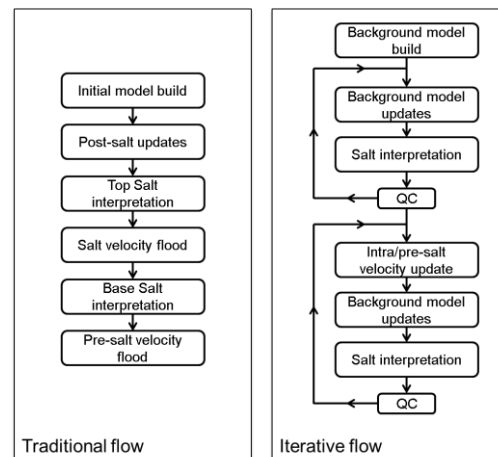 Initial model build
Post-salt updates
Top Salt
interpretation
Salt velocity flood
Base Salt
interpretation
Pre-salt velocity
flood
Traditional flow
Background model
build
Background model
updates
Salt interpretation
QC
Intra/pre-salt
velocity update
Background model
updates
Salt interpretation
QC
Iterative flow